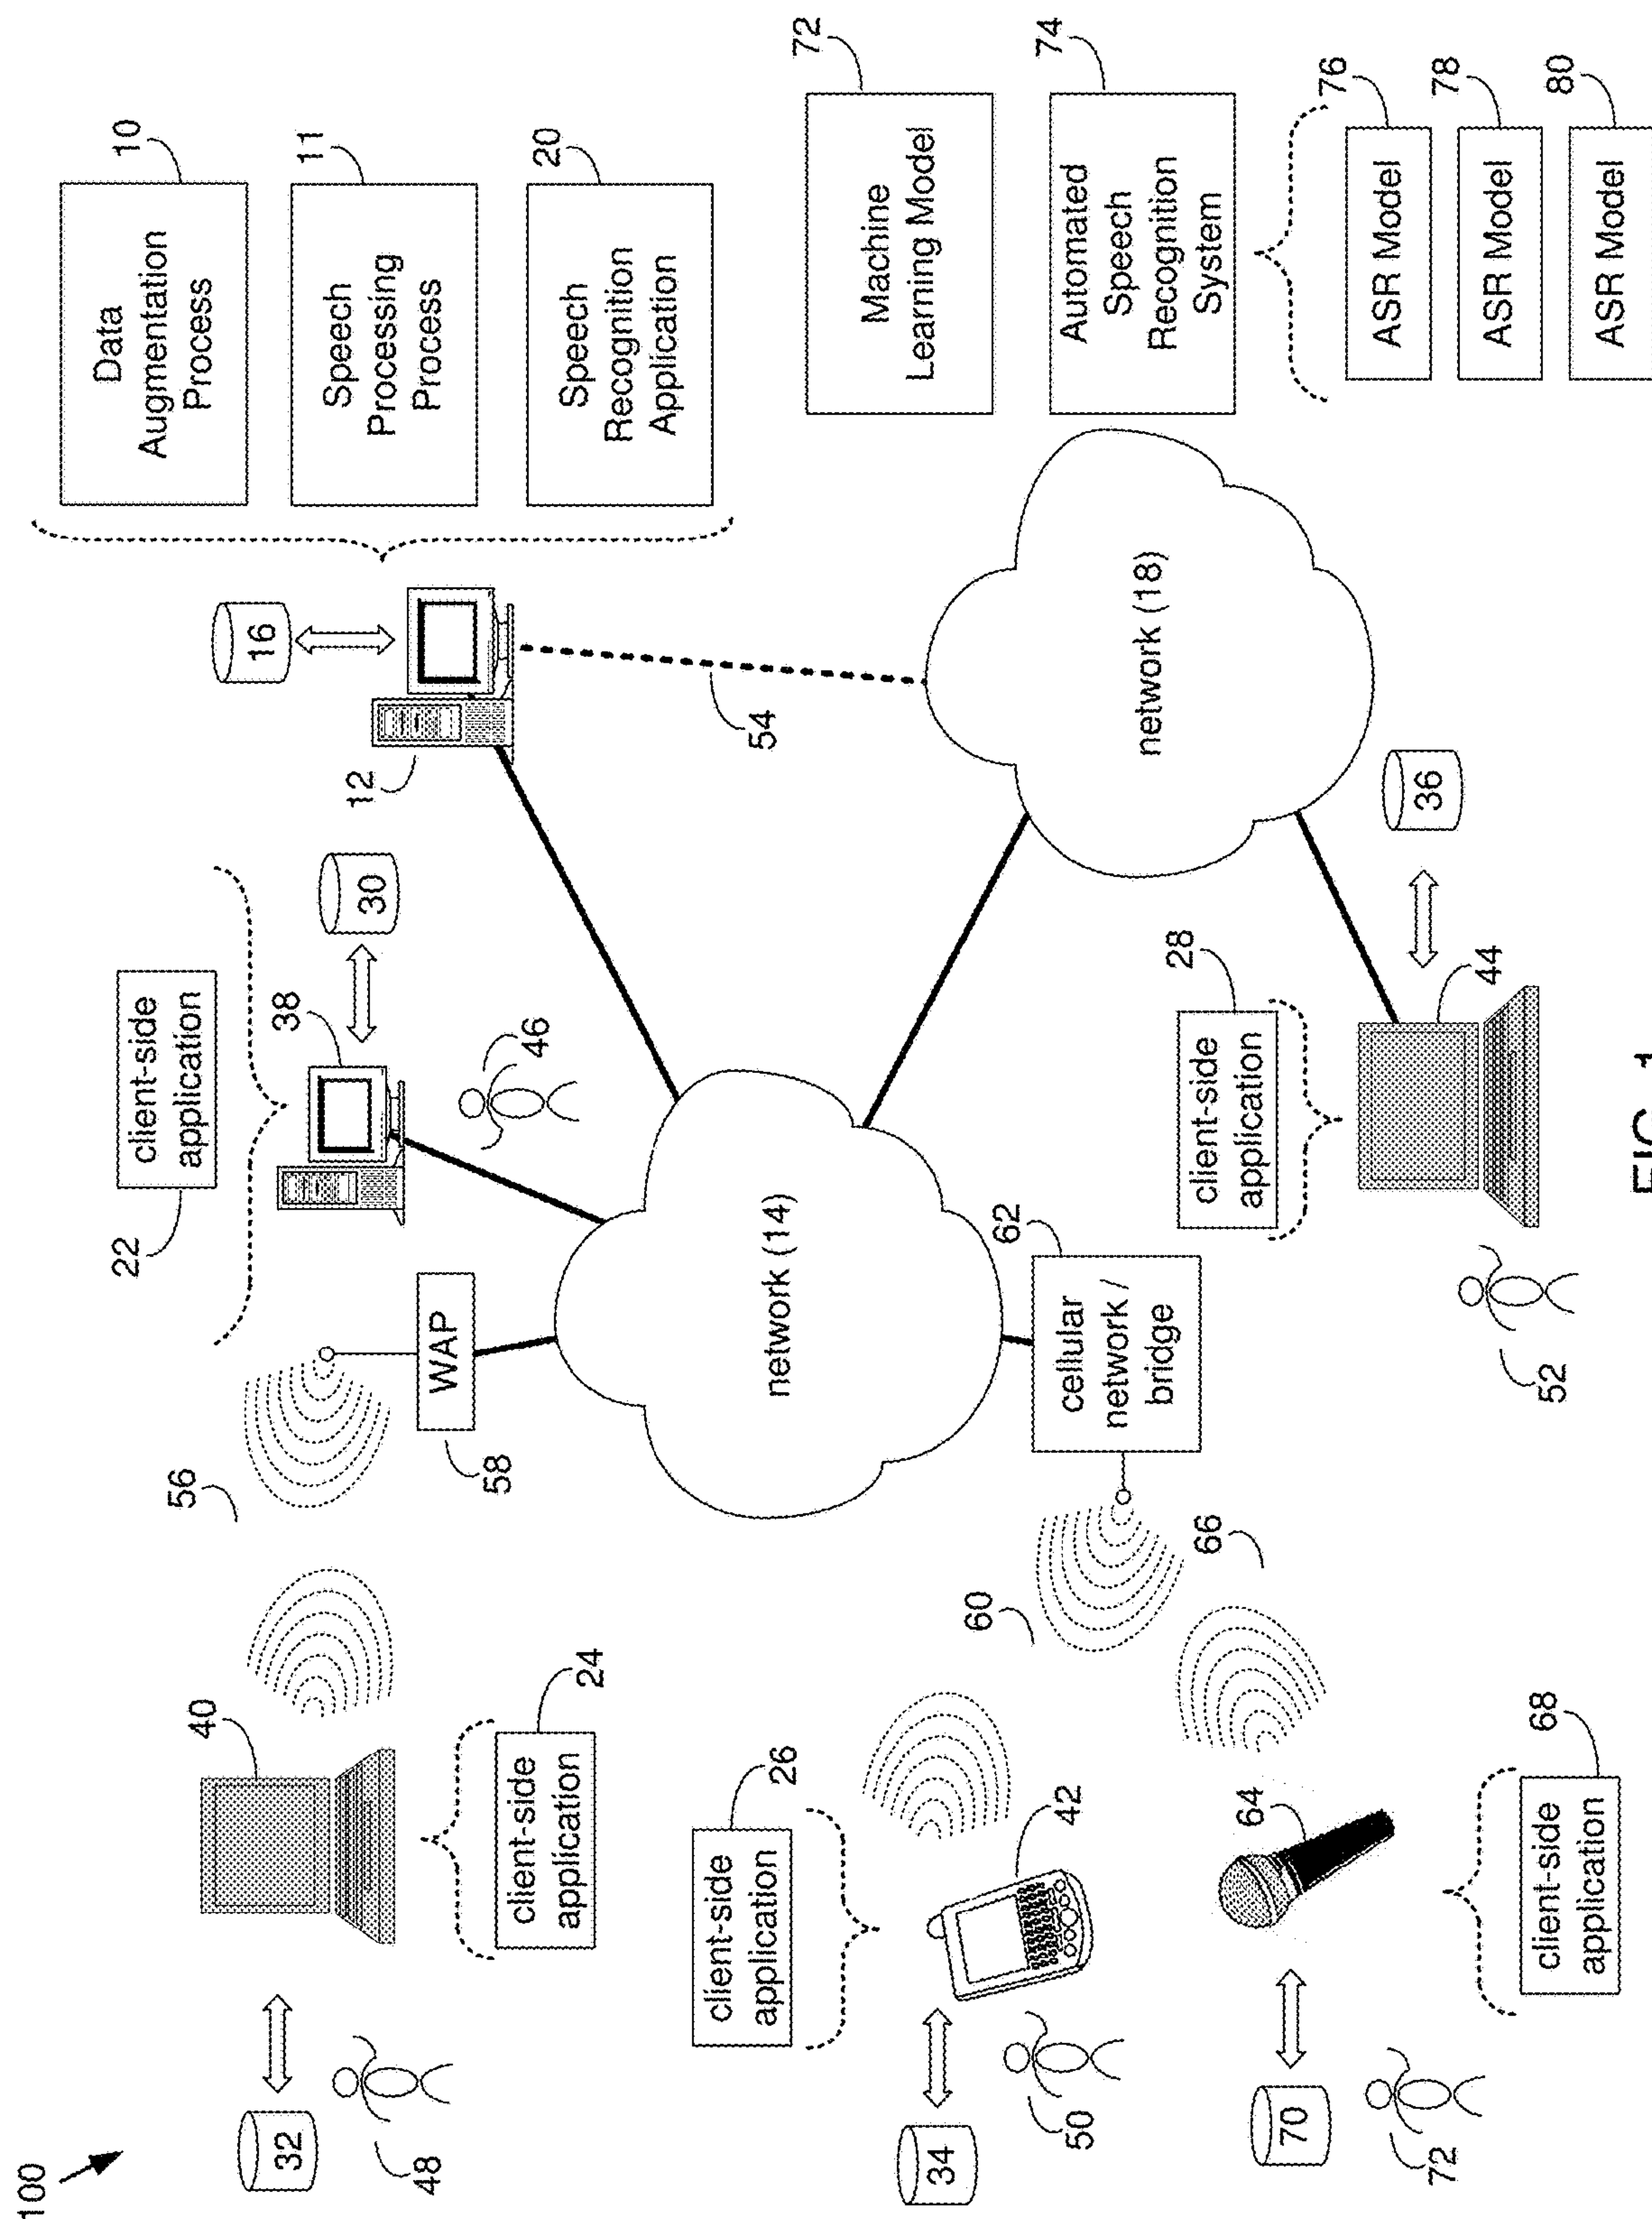 100
32
48
40
client-side
application
24
56
WAP
58
client-side
application
22
38
30
46
16
12
Data
Augmentation
Process
10
Speech
Processing
Process
11
Speech
Recognition
Application
20
54
network (14)
network (18)
Machine
Learning Model
72
Automated
Speech
Recognition
System
74
ASR Model
76
ASR Model
78
ASR Model
80
34
50
client-side
application
26
42
60
cellular
network /
bridge
62
66
70
72
64
client-side
application
68
client-side
application
28
44
36
52
FIG. 1